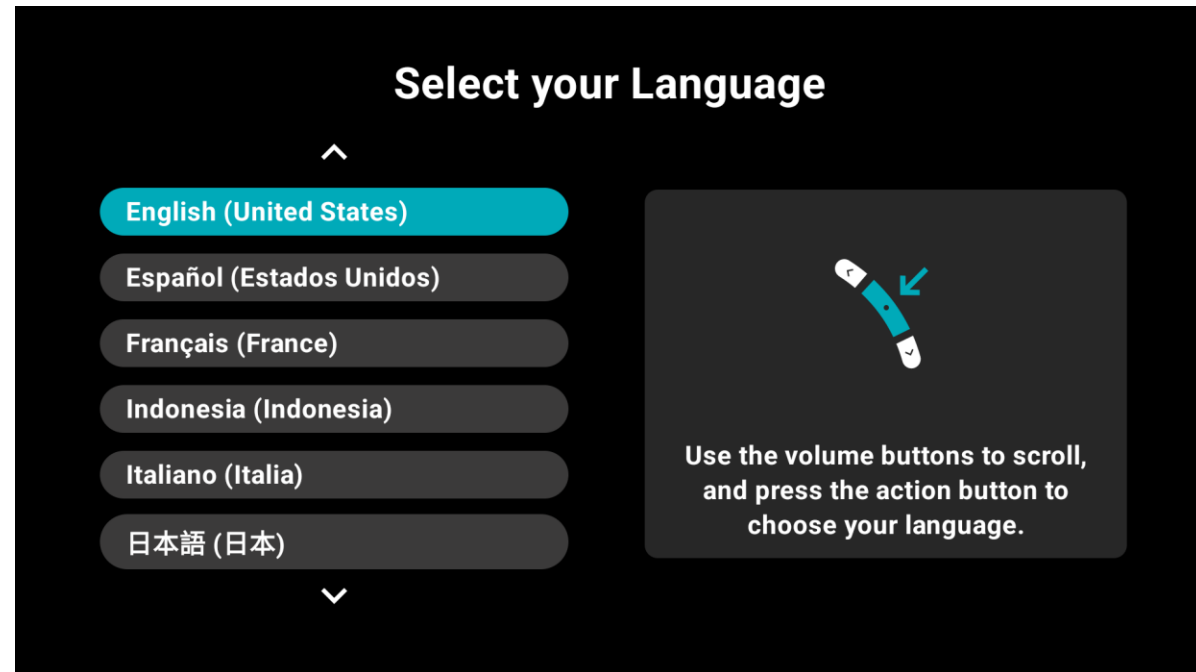 Select your Language
English (United States)
Español (Estados Unidos)
Français (France)
Indonesia (Indonesia)
Italiano (Italia)
日本語 (日本)
Use the volume buttons to scroll,
and press the action button to
choose your language.